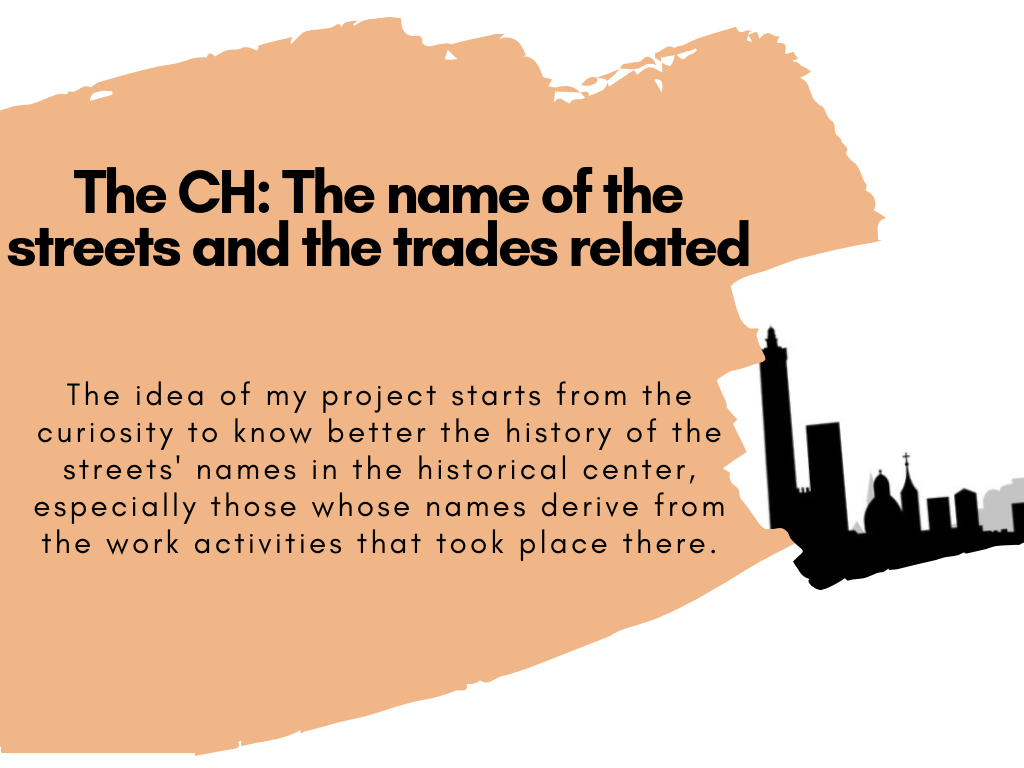 The CH: The name of the
streets and the trades related
The idea of my project starts from the
curiosity to know better the history of the
streets' names in the historical center,
especially those whose names derive from
the work activities that took place there.